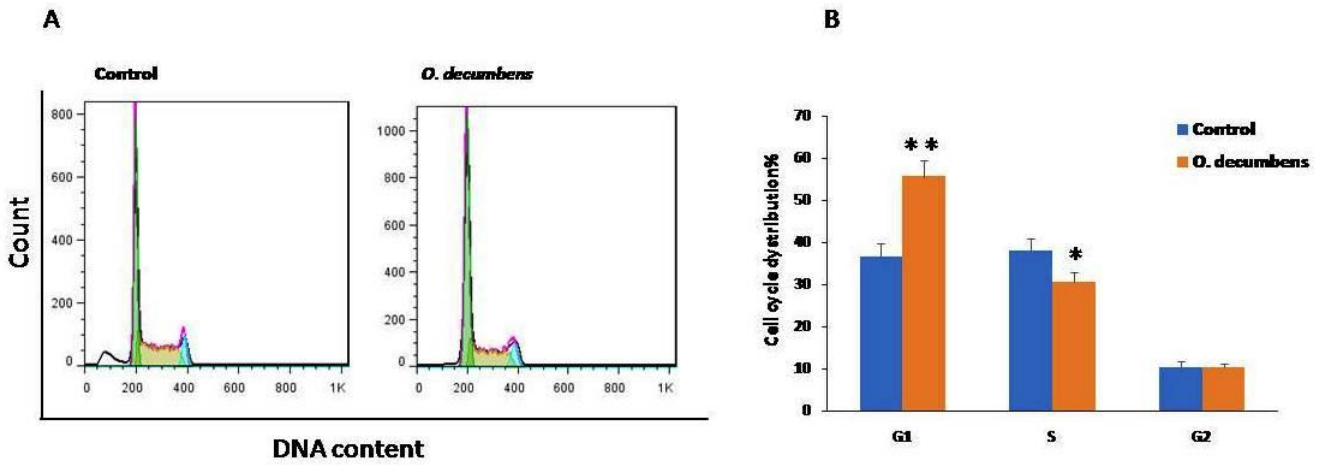 A
B
Control
O. decumbens
800
600
400
200
0
0 200 400 600 800 1K
1000
800
600
400
200
0
0 200 400 600 800 1K
Count
DNA content
Cell cycle dystribution%
70
60
50
40
30
20
10
0
**
*
G1 S G2
Control
O. decumbens